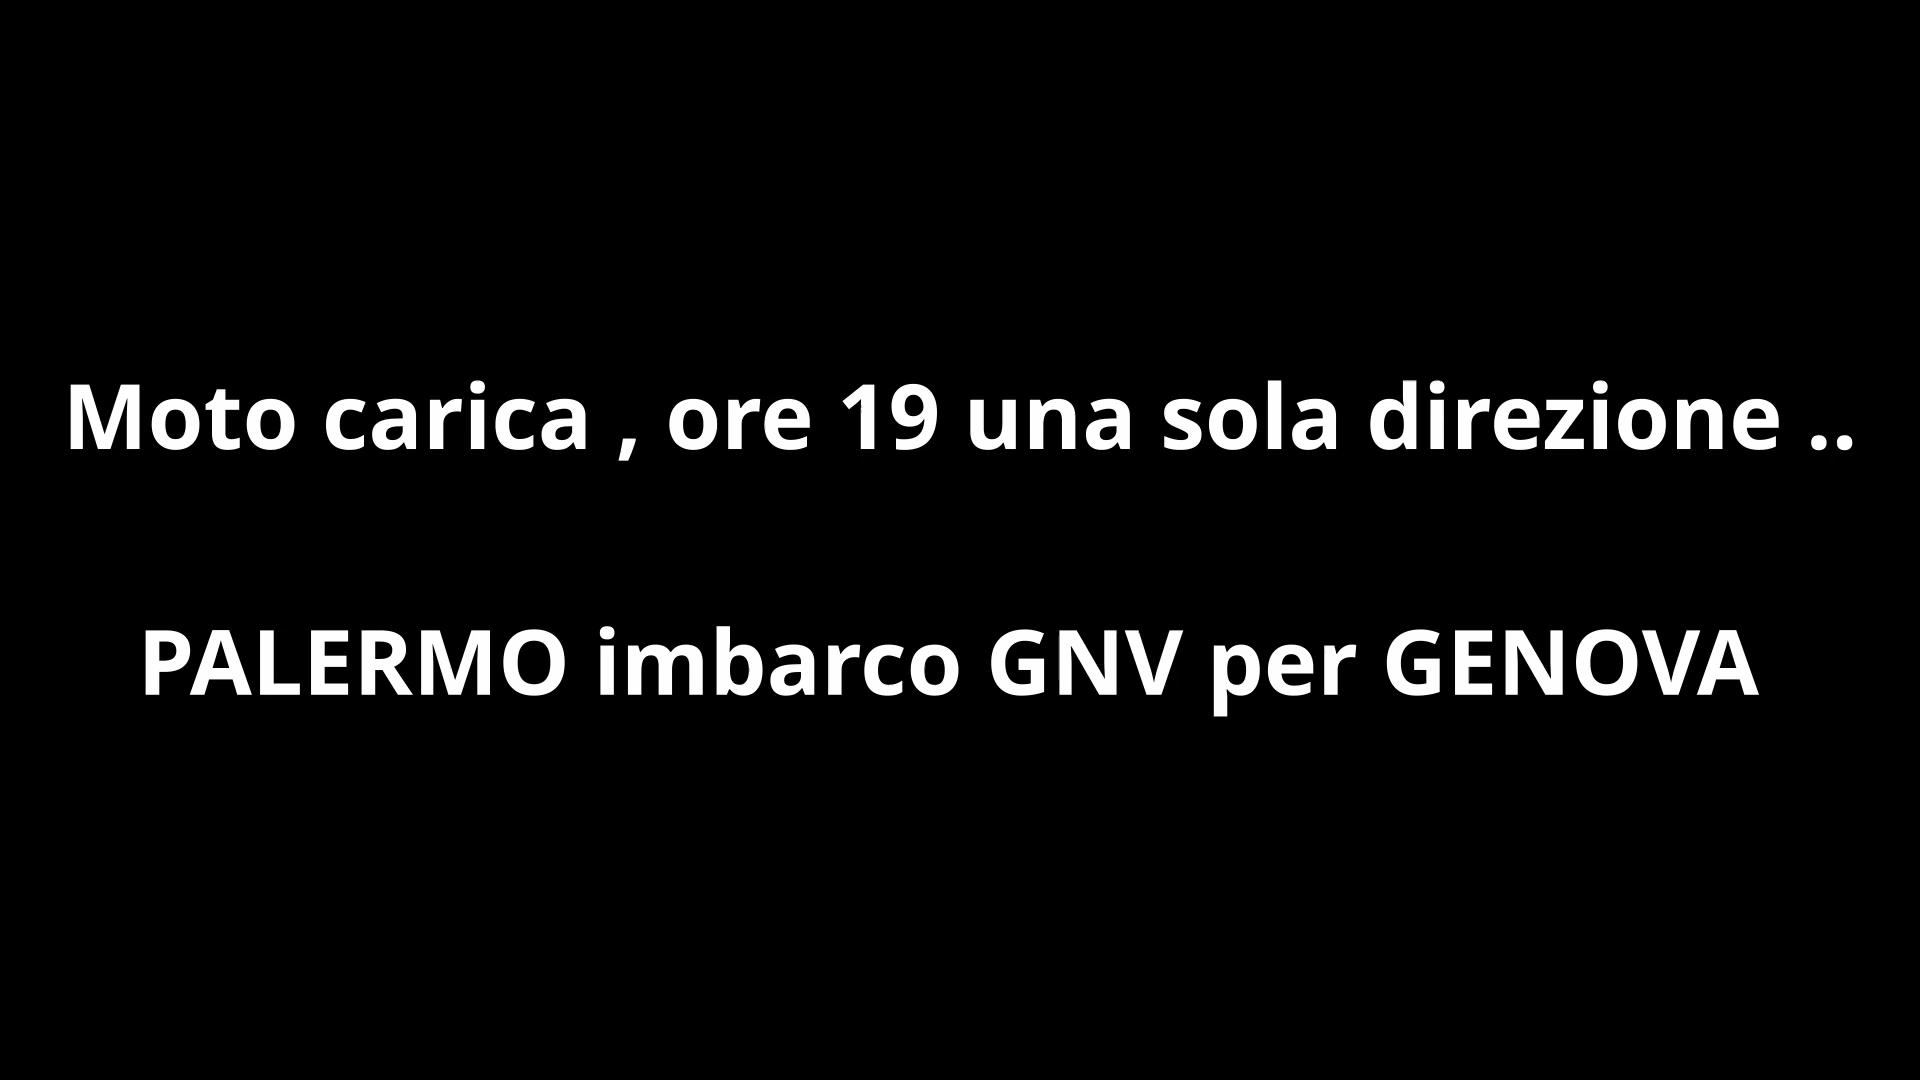 Moto carica , ore 19 una sola direzione ..
PALERMO imbarco GNV per GENOVA